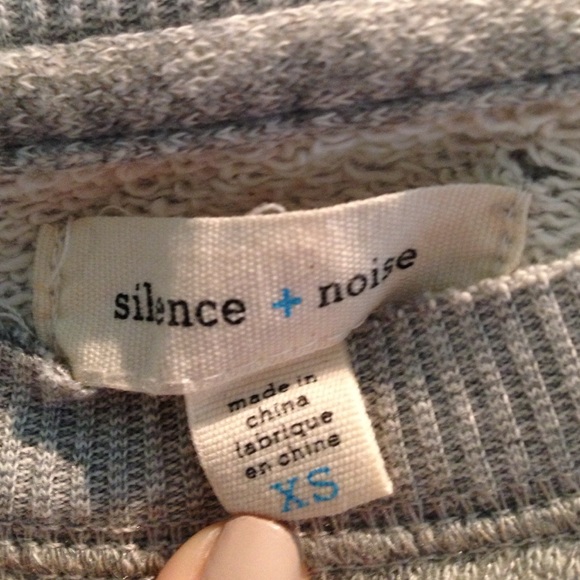 silence + noise
made in
china
fabrique
en chine
XS